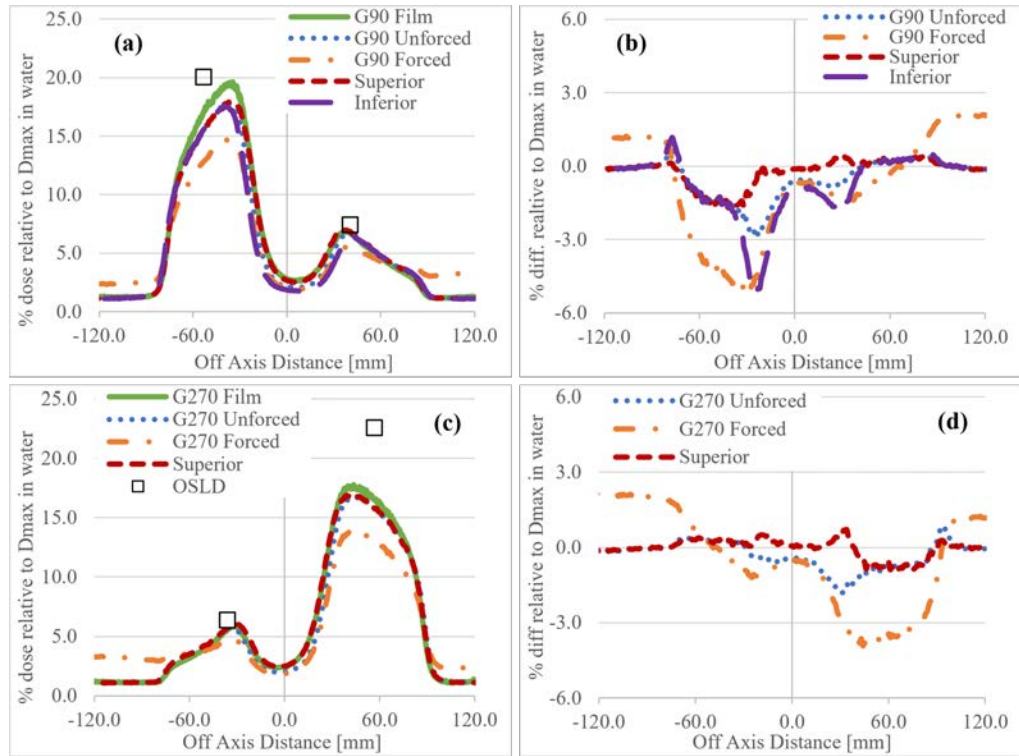 (a)
G90 Film
G90 Unforced
G90 Forced
Superior
Inferior
% dose relative to Dmax in water
25.0
20.0
15.0
10.0
5.0
0.0
-120.0 -60.0 0.0 60.0 120.0
Off Axis Distance [mm]
(b)
G90 Unforced
G90 Forced
Superior
Inferior
% diff. realtive to Dmax in water
6.0
3.0
0.0
-3.0
-6.0
-120.0 -60.0 0.0 60.0 120.0
Off Axis Distance [mm]
(c)
G270 Film
G270 Unforced
G270 Forced
Superior
OSLD
% dose relative to Dmax in water
25.0
20.0
15.0
10.0
5.0
0.0
-120.0 -60.0 0.0 60.0 120.0
Off Axis Distance [mm]
(d)
G270 Unforced
G270 Forced
Superior
% diff relative to Dmax in water
6.0
3.0
0.0
-3.0
-6.0
-120.0 -60.0 0.0 60.0 120.0
Off Axis Distance [mm]